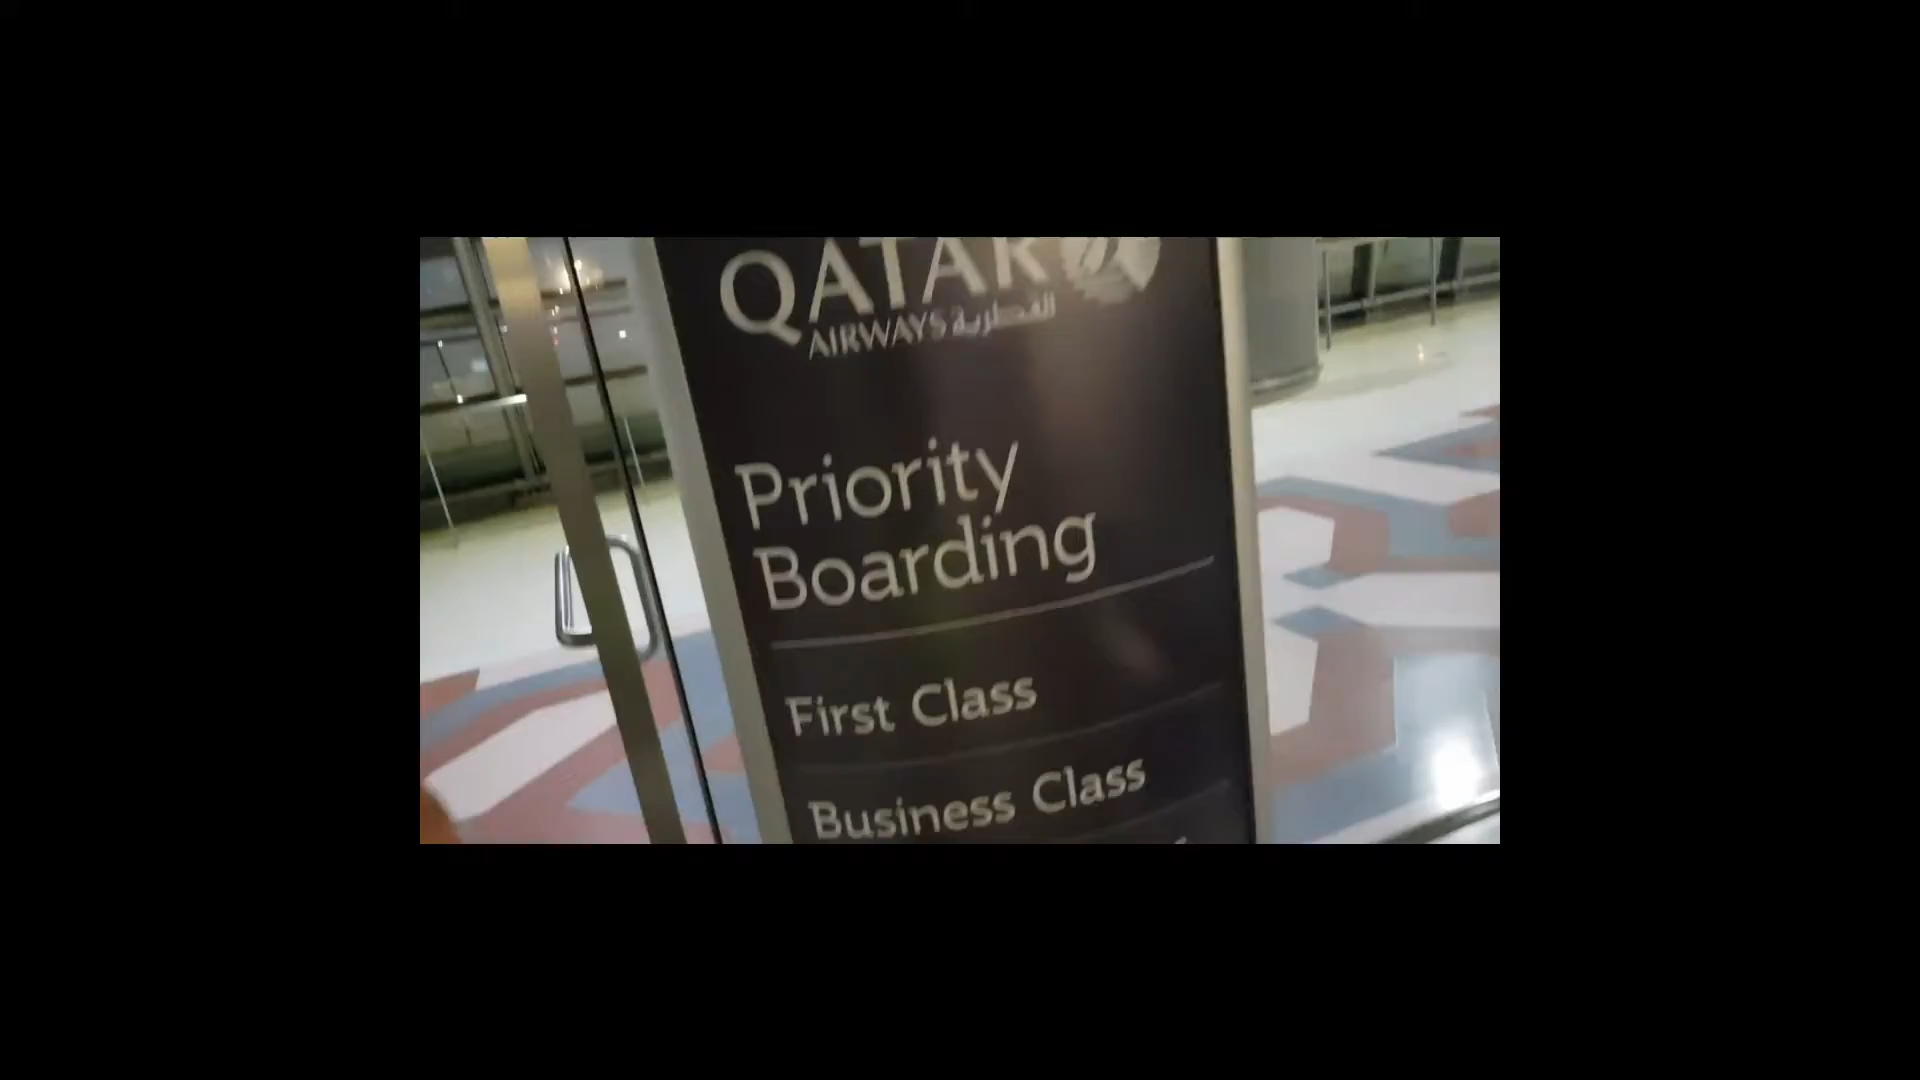 QATAR
AIRWAYS القطرية
Priority
Boarding
First Class
Business Class